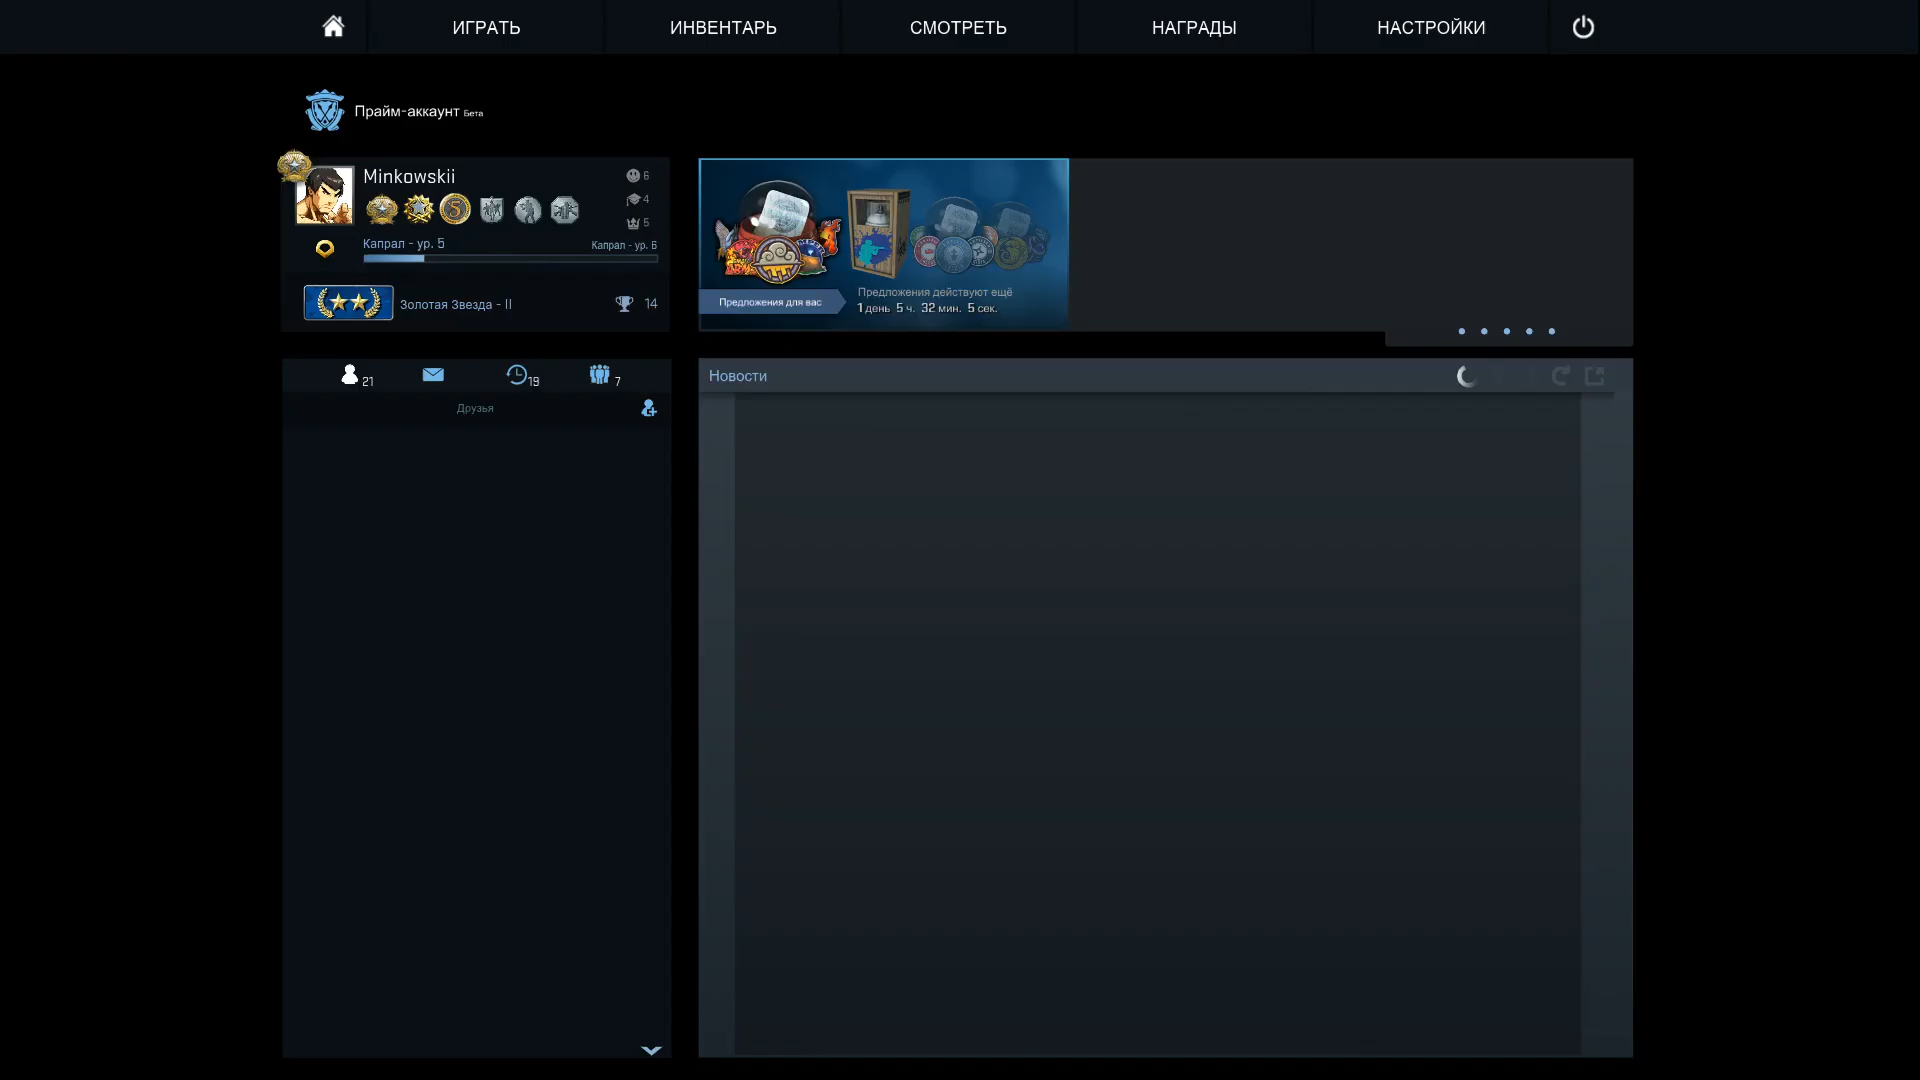 ИГРАТЬ ИНВЕНТАРЬ СМОТРЕТЬ НАГРАДЫ НАСТРОЙКИ
Прайм-аккаунт Бета
Minkowskii
6
4
5
5
Капрал - ур. 5
Капрал - ур. 6
Золотая Звезда - II
14
Предложения для вас
Предложения действуют ещё
1 день 5 ч. 32 мин. 5 сек.
21 19 7
Друзья
Новости